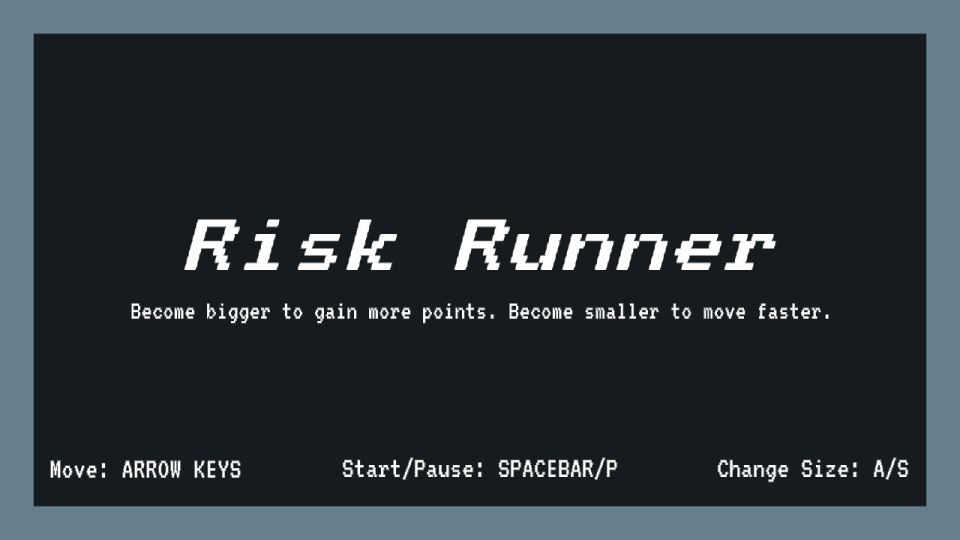 Risk Runner
Become bigger to gain more points. Become smaller to move faster.
Move: ARROW KEYS Start/Pause: SPACEBAR/P Change Size: A/S